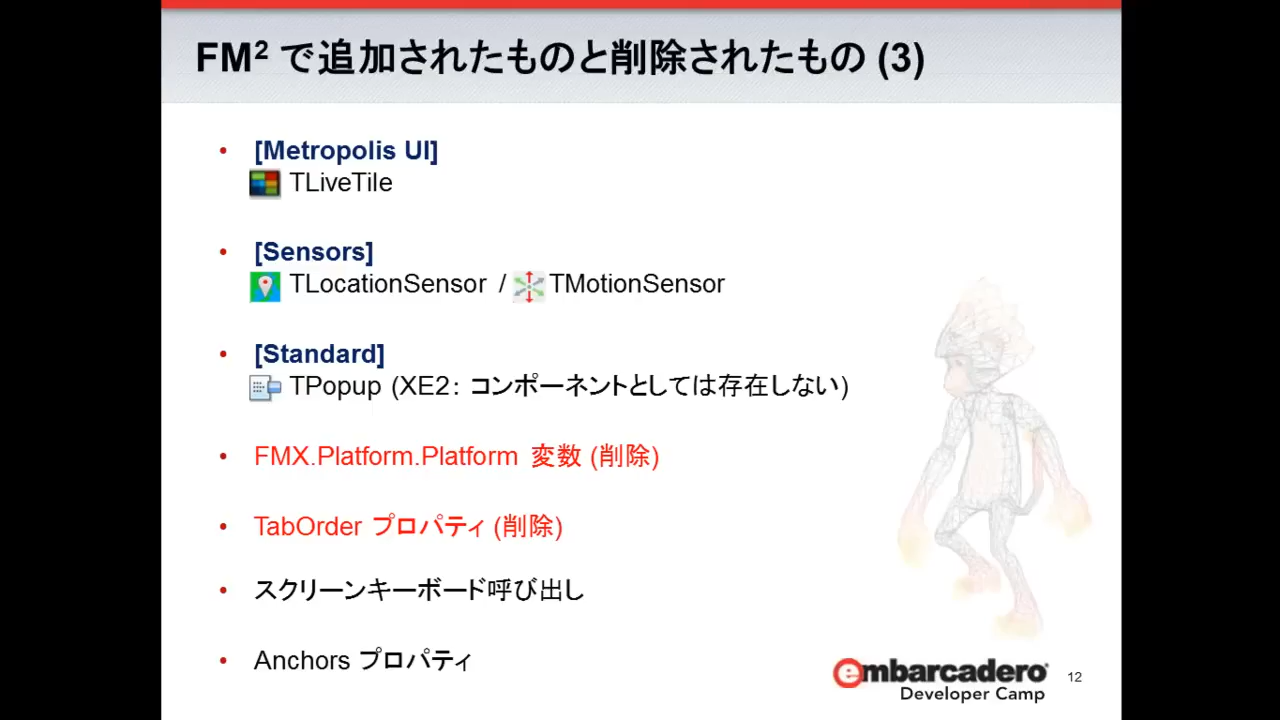 FM² で追加されたものと削除されたもの (3)
• [Metropolis UI]
TLiveTile
• [Sensors]
TLocationSensor / TMotionSensor
• [Standard]
TPopup (XE2： コンポーネントとしては存在しない)
• FMX.Platform.Platform 変数 (削除)
• TabOrder プロパティ (削除)
• スクリーンキーボード呼び出し
• Anchors プロパティ
embarcadero®
Developer Camp
12